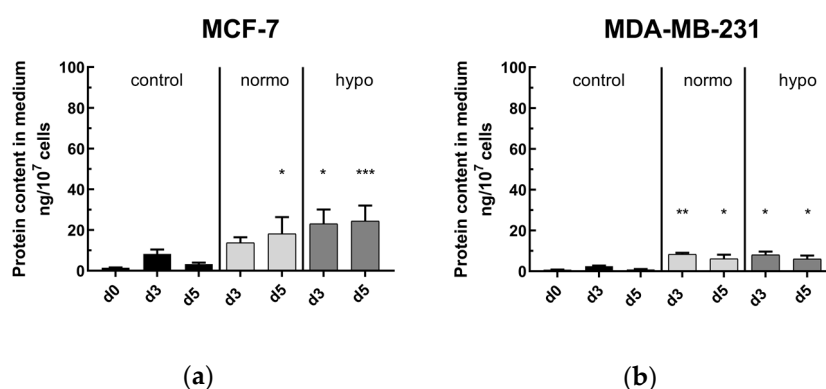 MCF-7
Protein content in medium
ng/10⁷ cells
100
80
60
40
20
0
control
normo
hypo
*
*
***
d0
d3
d5
d3
d5
d3
d5
(a)
MDA-MB-231
Protein content in medium
ng/10⁷ cells
100
80
60
40
20
0
control
normo
hypo
**
*
*
*
d0
d3
d5
d3
d5
d3
d5
(b)